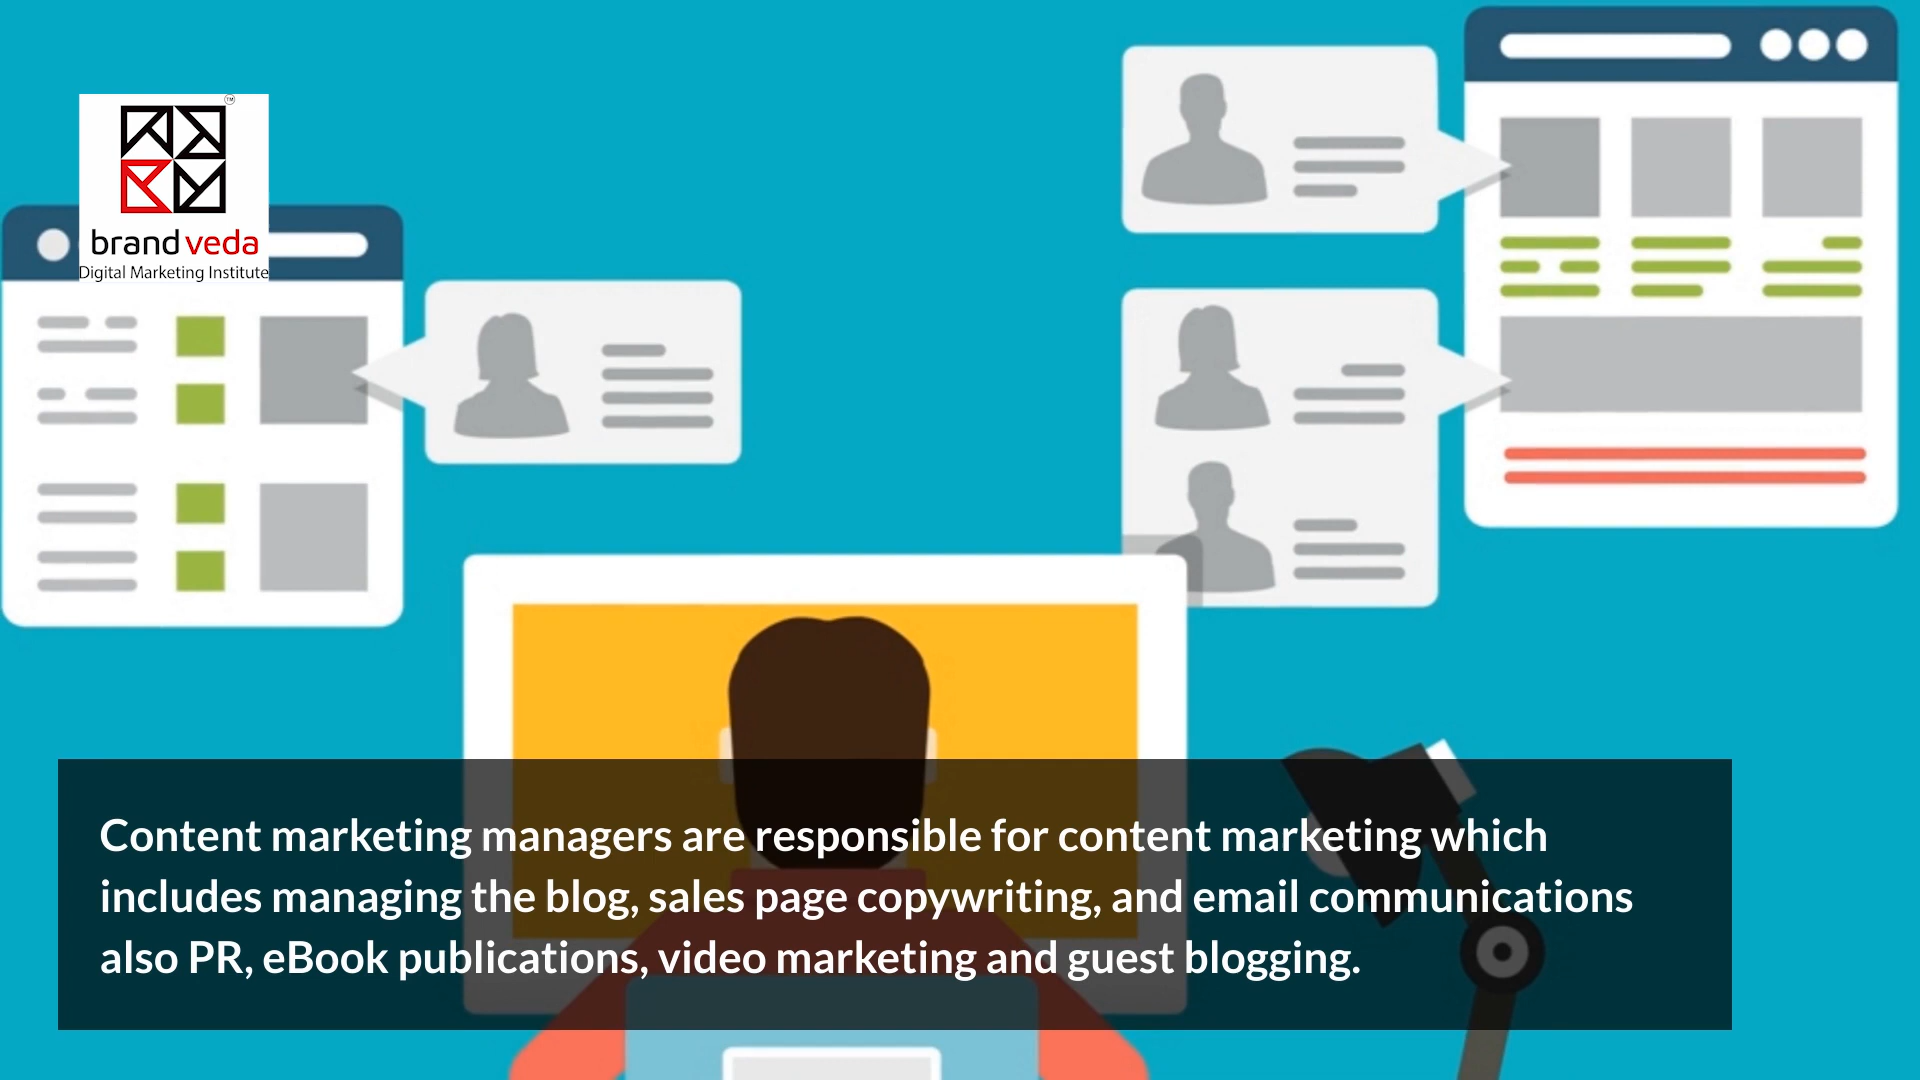 TM
brand veda
Digital Marketing Institute
Content marketing managers are responsible for content marketing which
includes managing the blog, sales page copywriting, and email communications
also PR, eBook publications, video marketing and guest blogging.